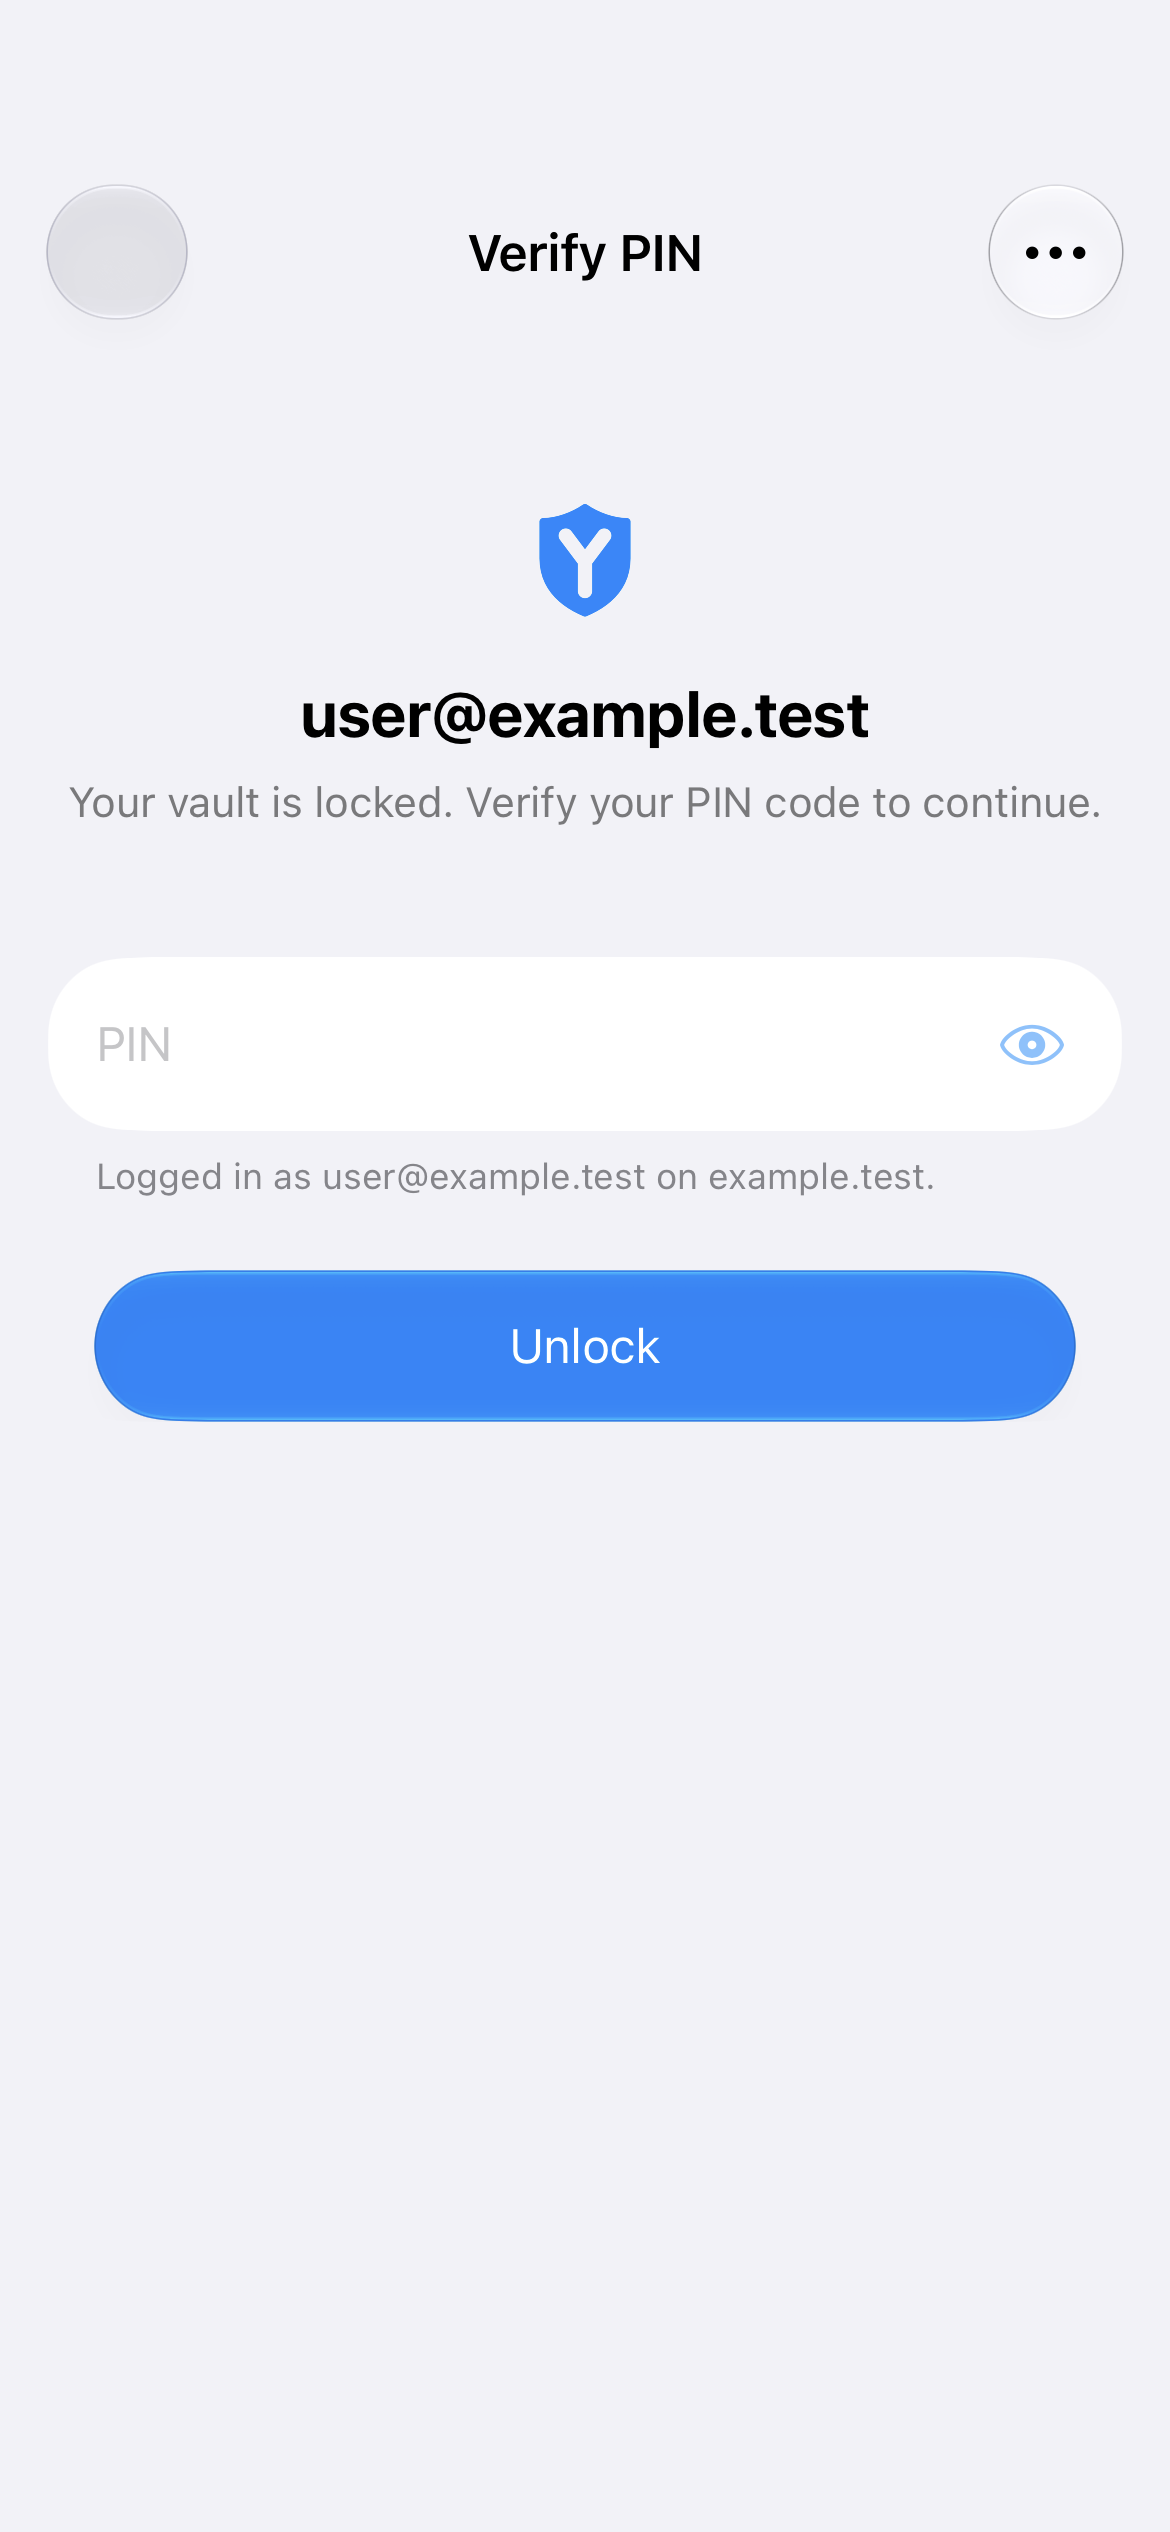 Verify PIN
Y
user@example.test
Your vault is locked. Verify your PIN code to continue.
PIN
Logged in as user@example.test on example.test.
Unlock